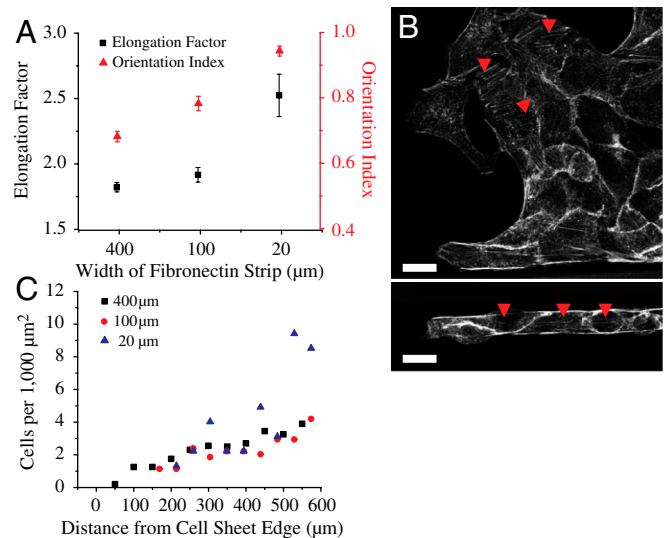 A
Elongation Factor
3.0
2.5
2.0
1.5
Elongation Factor
Orientation Index
1.0
0.8
0.6
0.4
Orientation Index
400
100
20
Width of Fibronectin Strip (μm)
B
C
Cells per 1,000 μm²
12
10
8
6
4
2
0
400μm
100μm
20 μm
0
100
200
300
400
500
600
Distance from Cell Sheet Edge (μm)